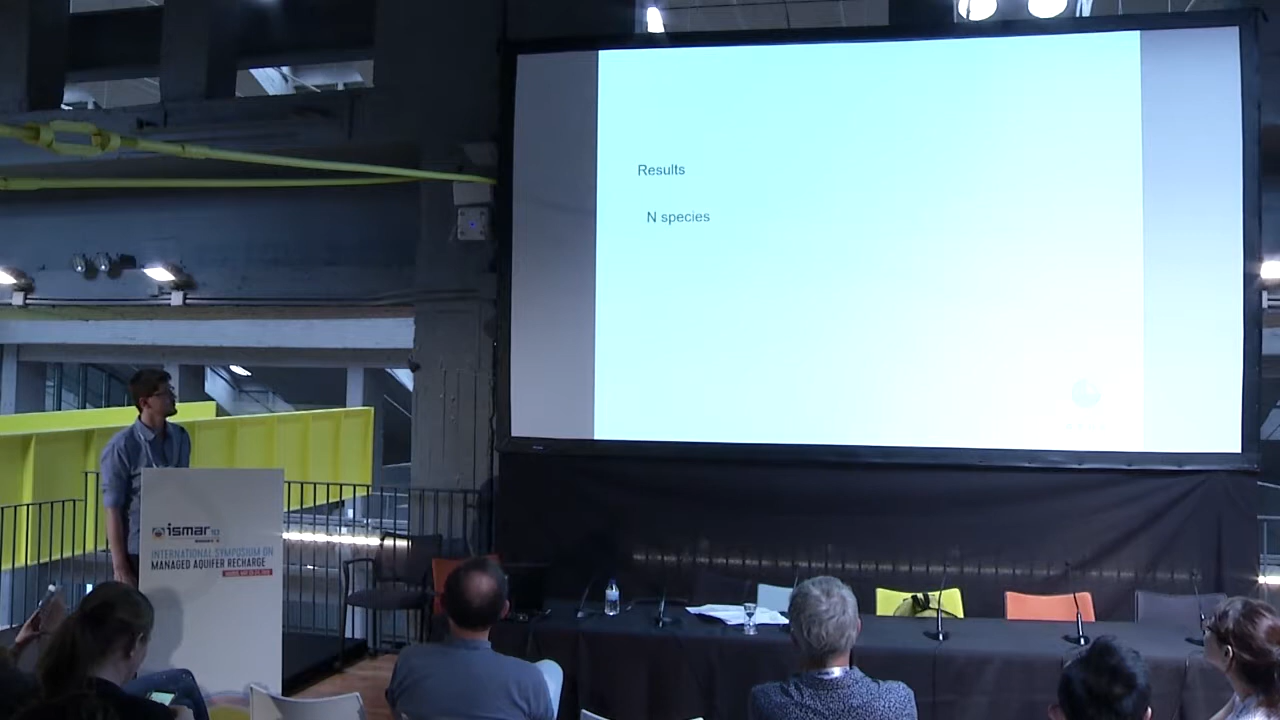 Results
N species
ismar
INTERNATIONAL SYMPOSIUM ON
MANAGED AQUIFER RECHARGE